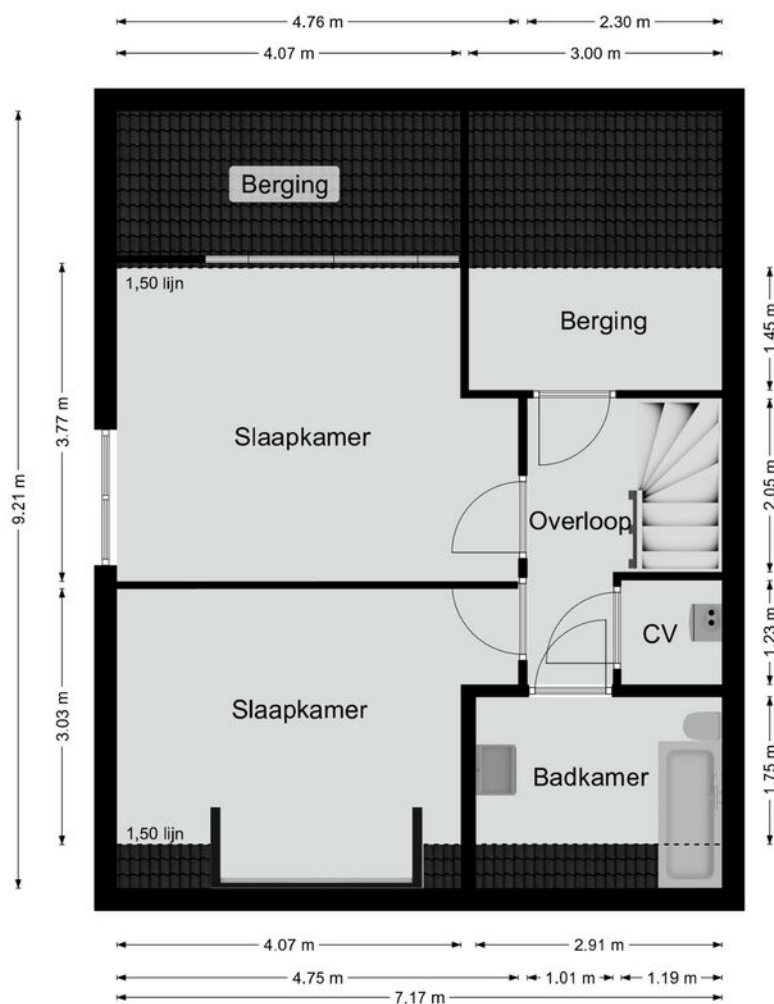 4.76 m
2.30 m
4.07 m
3.00 m
Berging
1,50 lijn
Berging
1.45 m
3.77 m
Slaapkamer
9.21 m
2.05 m
Overloop
CV
1.23 m
3.03 m
Slaapkamer
Badkamer
1.75 m
1,50 lijn
4.07 m
2.91 m
4.75 m
1.01 m
1.19 m
7.17 m